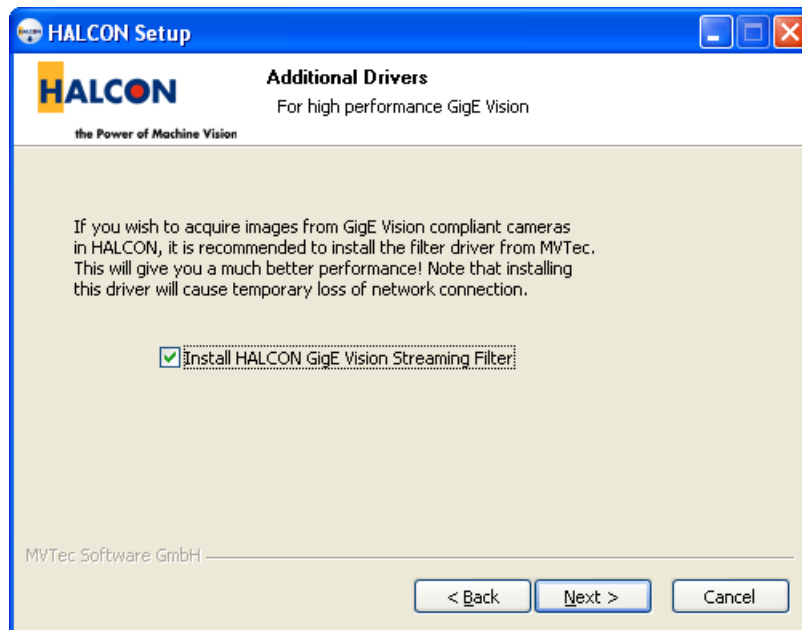 HALCON Setup
HALCON
the Power of Machine Vision
Additional Drivers
For high performance GigE Vision
If you wish to acquire images from GigE Vision compliant cameras
in HALCON, it is recommended to install the filter driver from MVTec.
This will give you a much better performance! Note that installing
this driver will cause temporary loss of network connection.
Install HALCON GigE Vision Streaming Filter
MVTec Software GmbH
< Back
Next >
Cancel